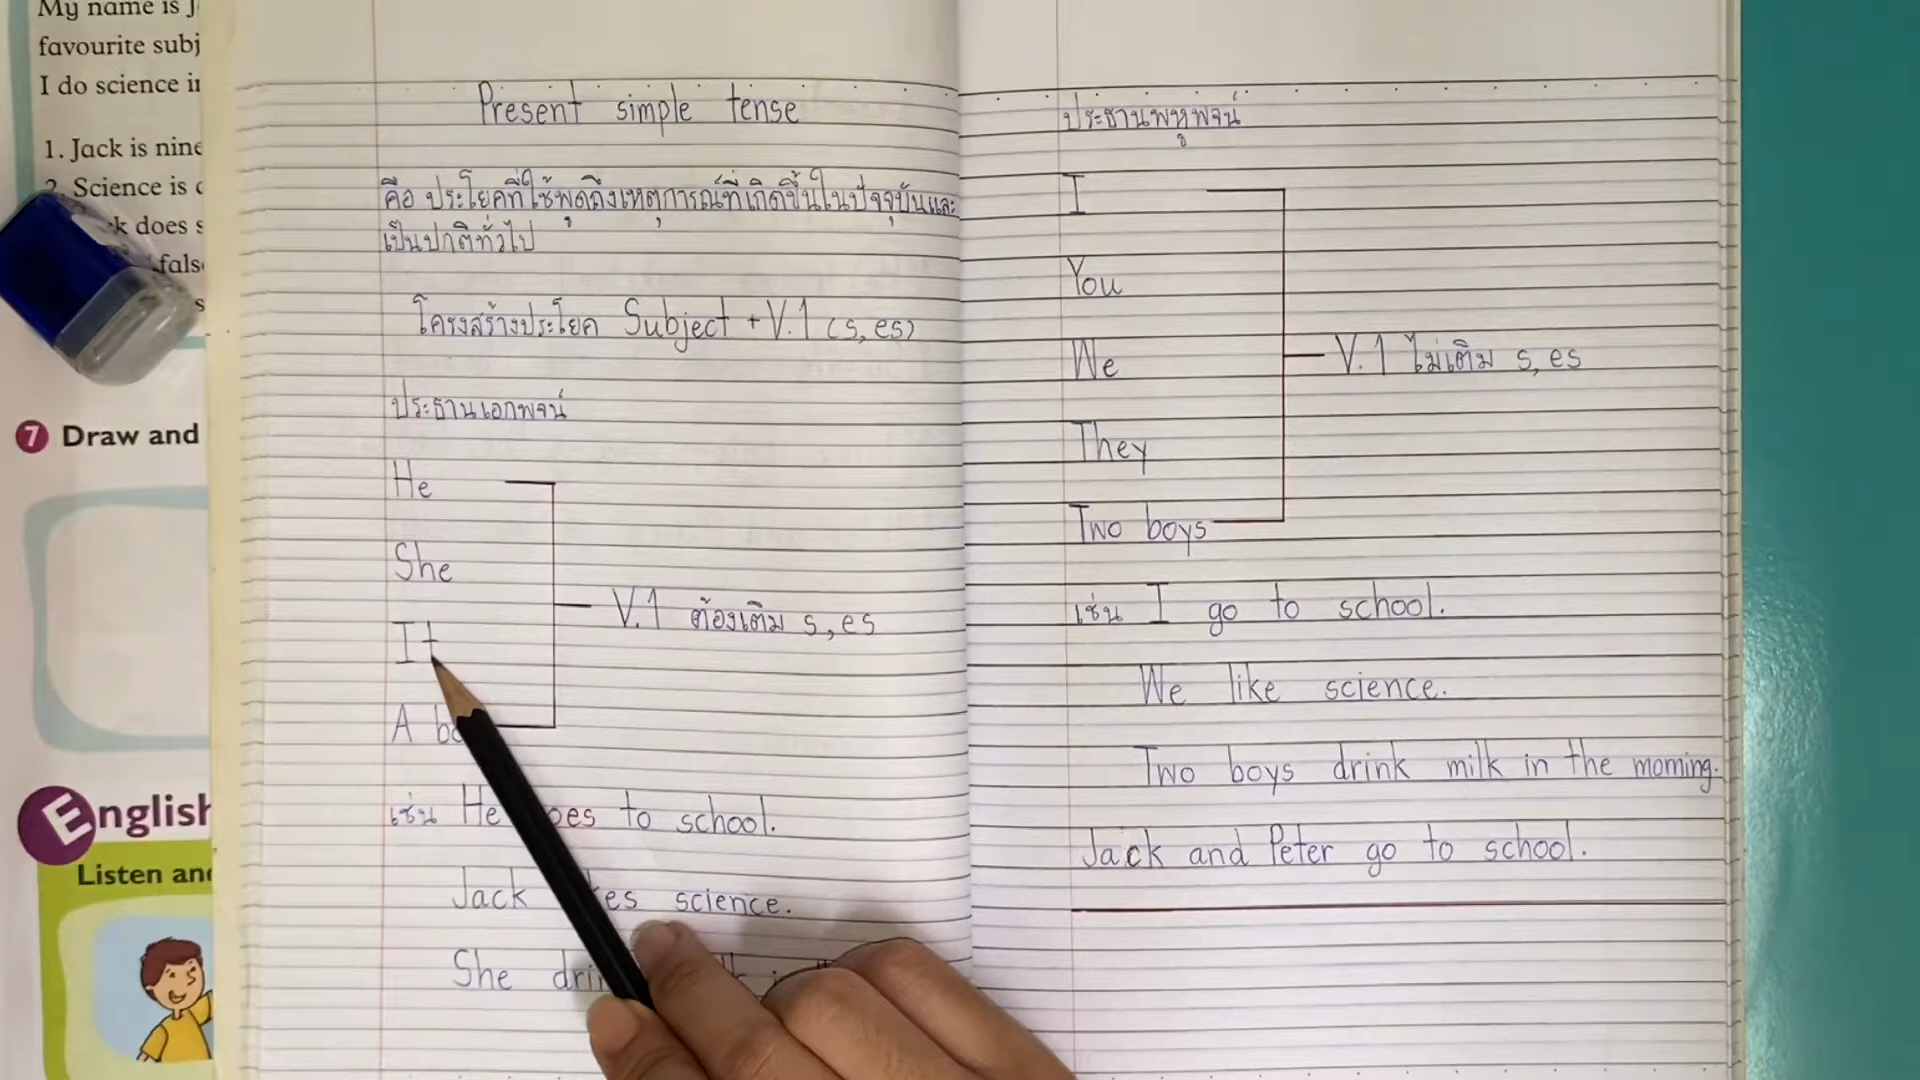 My name is J
favourite subj
I do science in
1. Jack is nine
2. Science is
does s
fals
7 Draw and
English
Listen and
Present simple tense
คือ ประโยคที่ใช้พูดถึงเหตุการณ์ที่เกิดขึ้นในปัจจุบันและ
เป็นปกติทั่วไป
โครงสร้างประโยค Subject + V.1 (s, es)
ประธานเอกพจน์
He
She
It
A
V.1 ต้องเติม s, es
เช่น He goes to school.
Jack likes science.
She
ประธานพหูพจน์
I
You
We
They
Two boys
V.1 ไม่เติม s, es
เช่น I go to school.
We like science.
Two boys drink milk in the morning.
Jack and Peter go to school.